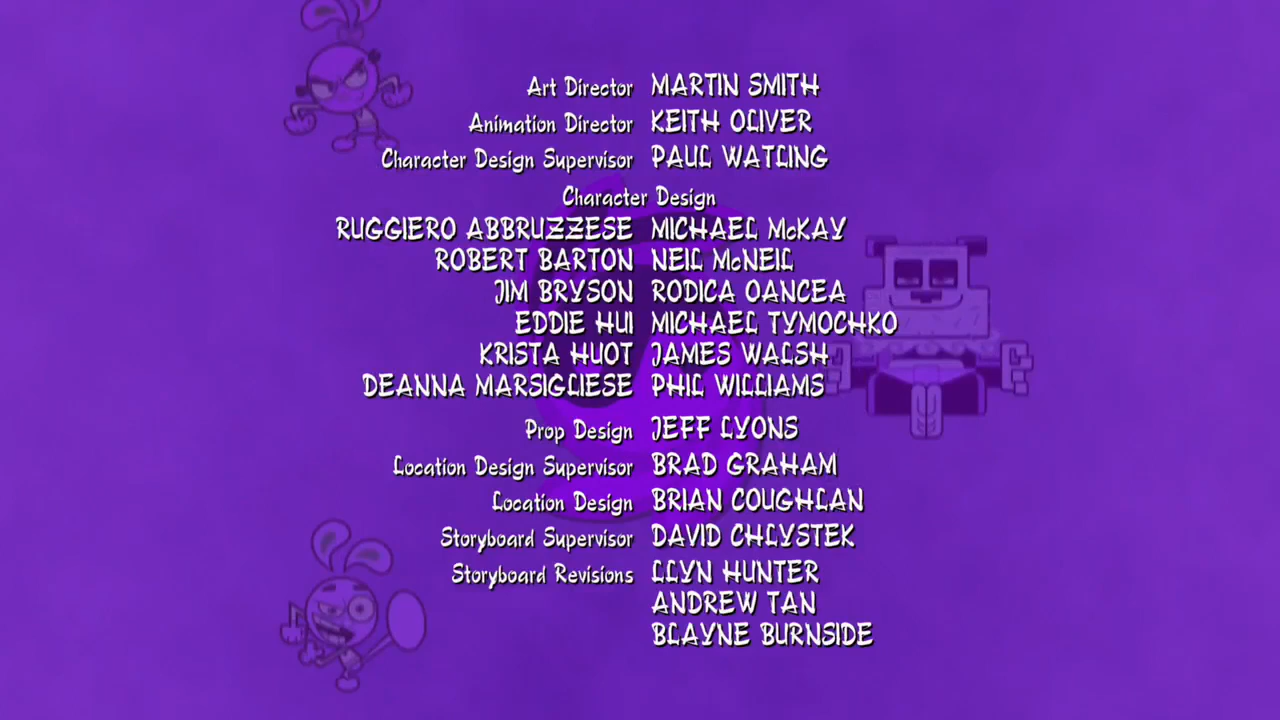 Art Director MARTIN SMITH
Animation Director KEITH OLIVER
Character Design Supervisor PAUL WATLING
Character Design
RUGGIERO ABBRUZZESE MICHAEL McKAY
ROBERT BARTON NEIL McNEIL
JIM BRYSON RODICA OANCEA
EDDIE HUI MICHAEL TYMOCHKO
KRISTA HUOT JAMES WALSH
DEANNA MARSIGLIESE PHIL WILLIAMS
Prop Design JEFF LYONS
Location Design Supervisor BRAD GRAHAM
Location Design BRIAN COUGHLAN
Storyboard Supervisor DAVID CHLYSTEK
Storyboard Revisions LLYN HUNTER
ANDREW TAN
BLAYNE BURNSIDE